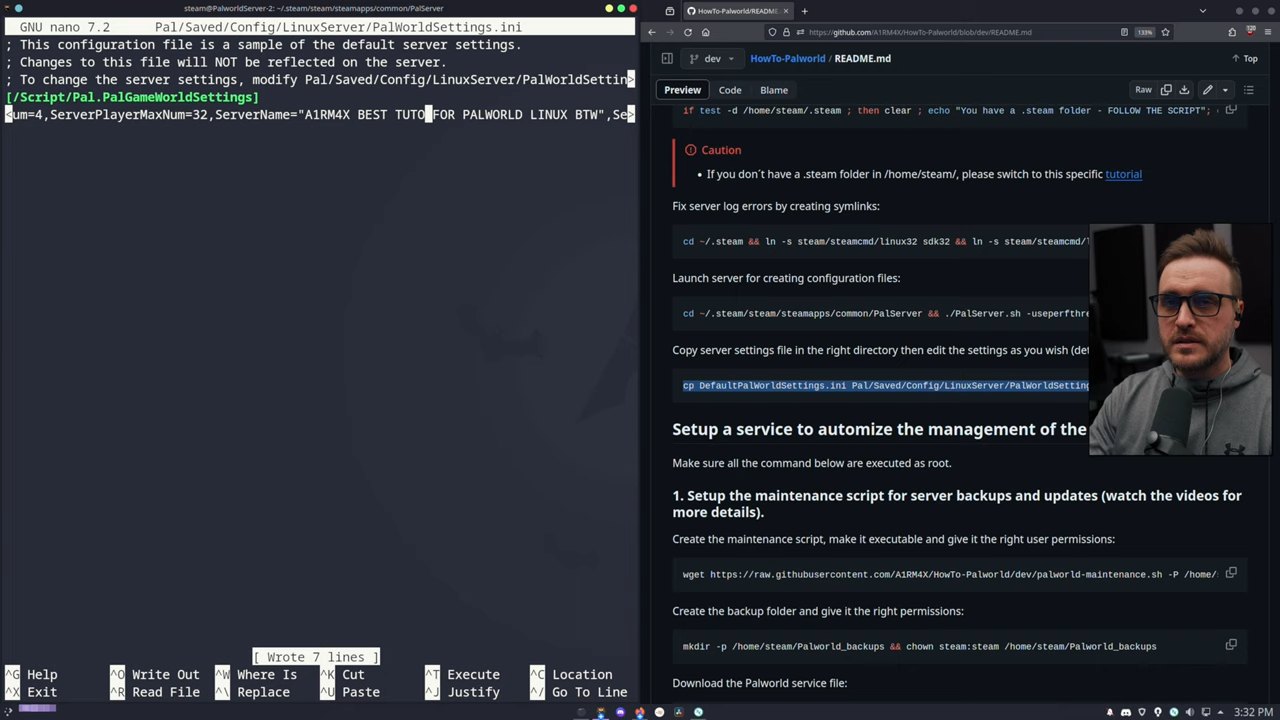 steam@PalworldServer-2: ~/.steam/steam/steamapps/common/PalServer
GNU nano 7.2 Pal/Saved/Config/LinuxServer/PalWorldSettings.ini
; This configuration file is a sample of the default server settings.
; Changes to this file will NOT be reflected on the server.
; To change the server settings, modify Pal/Saved/Config/LinuxServer/PalWorldSettin>
[/Script/Pal.PalGameWorldSettings]
<um=4,ServerPlayerMaxNum=32,ServerName="A1RM4X BEST TUTO FOR PALWORLD LINUX BTW",Se>
[ Wrote 7 lines ]
^G Help ^O Write Out ^W Where Is ^K Cut ^T Execute ^C Location
^X Exit ^R Read File ^\ Replace ^U Paste ^J Justify ^/ Go To Line
HowTo-Palworld/README
https://github.com/A1RM4X/HowTo-Palworld/blob/dev/README.md
133%
120
dev
HowTo-Palworld / README.md
Top
Preview Code Blame
Raw
if test -d /home/steam/.steam ; then clear ; echo "You have a .steam folder - FOLLOW THE SCRIPT";
Caution
• If you don´t have a .steam folder in /home/steam/, please switch to this specific tutorial
Fix server log errors by creating symlinks:
cd ~/.steam && ln -s steam/steamcmd/linux32 sdk32 && ln -s steam/steamcmd/l
Launch server for creating configuration files:
cd ~/.steam/steam/steamapps/common/PalServer && ./PalServer.sh -useperfthre
Copy server settings file in the right directory then edit the settings as you wish (det
cp DefaultPalWorldSettings.ini Pal/Saved/Config/LinuxServer/PalWorldSetting
Setup a service to automize the management of the
Make sure all the command below are executed as root.
1. Setup the maintenance script for server backups and updates (watch the videos for
more details).
Create the maintenance script, make it executable and give it the right user permissions:
wget https://raw.githubusercontent.com/A1RM4X/HowTo-Palworld/dev/palworld-maintenance.sh -P /home/s
Create the backup folder and give it the right permissions:
mkdir -p /home/steam/Palworld_backups && chown steam:steam /home/steam/Palworld_backups
Download the Palworld service file:
3:32 PM